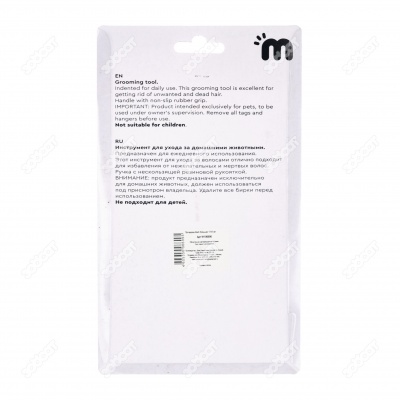 m
EN
Grooming tool.
Indented for daily use. This grooming tool is excellent for
getting rid of unwanted and dead hair.
Handle with non-slip rubber grip.
IMPORTANT: Product intended exclusively for pets, to be
used under owner's supervision. Remove all tags and
hangers before use.
Not suitable for children.
RU
Инструмент для ухода за домашними животными.
Предназначен для ежедневного использования.
Этот инструмент для ухода за волосами отлично подходит
для избавления от нежелательных и мертвых волос.
Ручка с нескользящей резиновой рукояткой.
ВНИМАНИЕ: продукт предназначен исключительно
для домашних животных, должен использоваться
под присмотром владельца. Удалите все бирки перед
использованием.
Не подходит для детей.